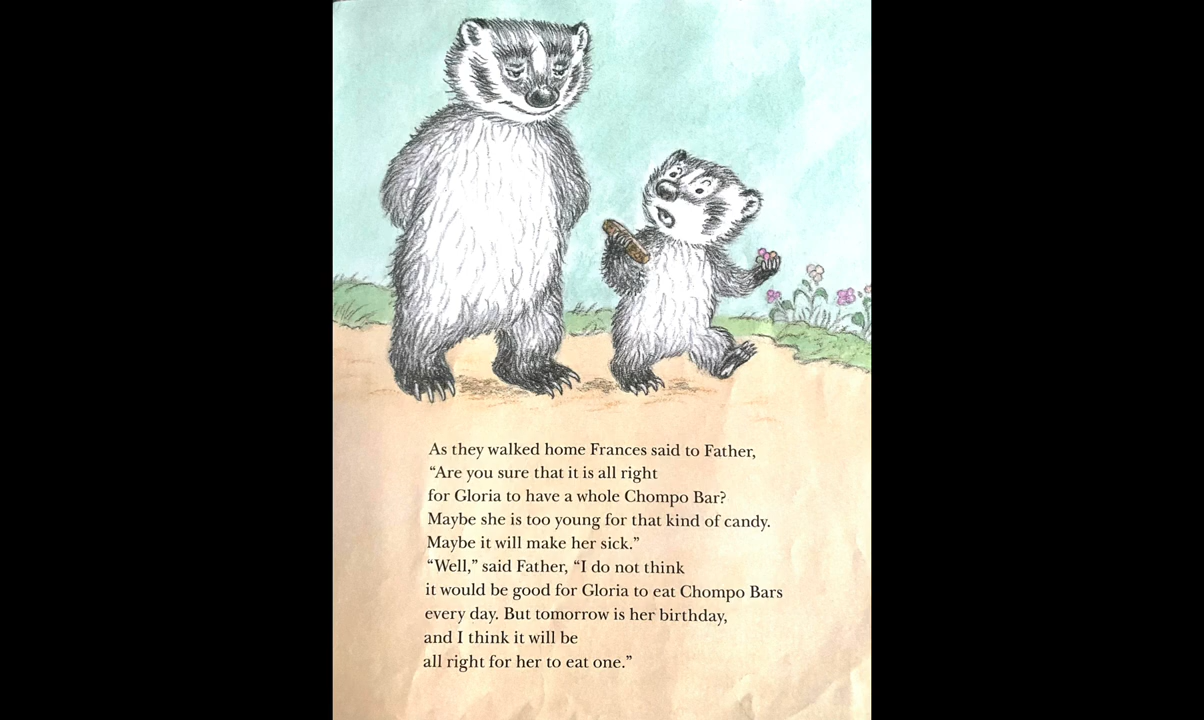 As they walked home Frances said to Father,
“Are you sure that it is all right
for Gloria to have a whole Chompo Bar?
Maybe she is too young for that kind of candy.
Maybe it will make her sick.”
“Well,” said Father, “I do not think
it would be good for Gloria to eat Chompo Bars
every day. But tomorrow is her birthday,
and I think it will be
all right for her to eat one.”